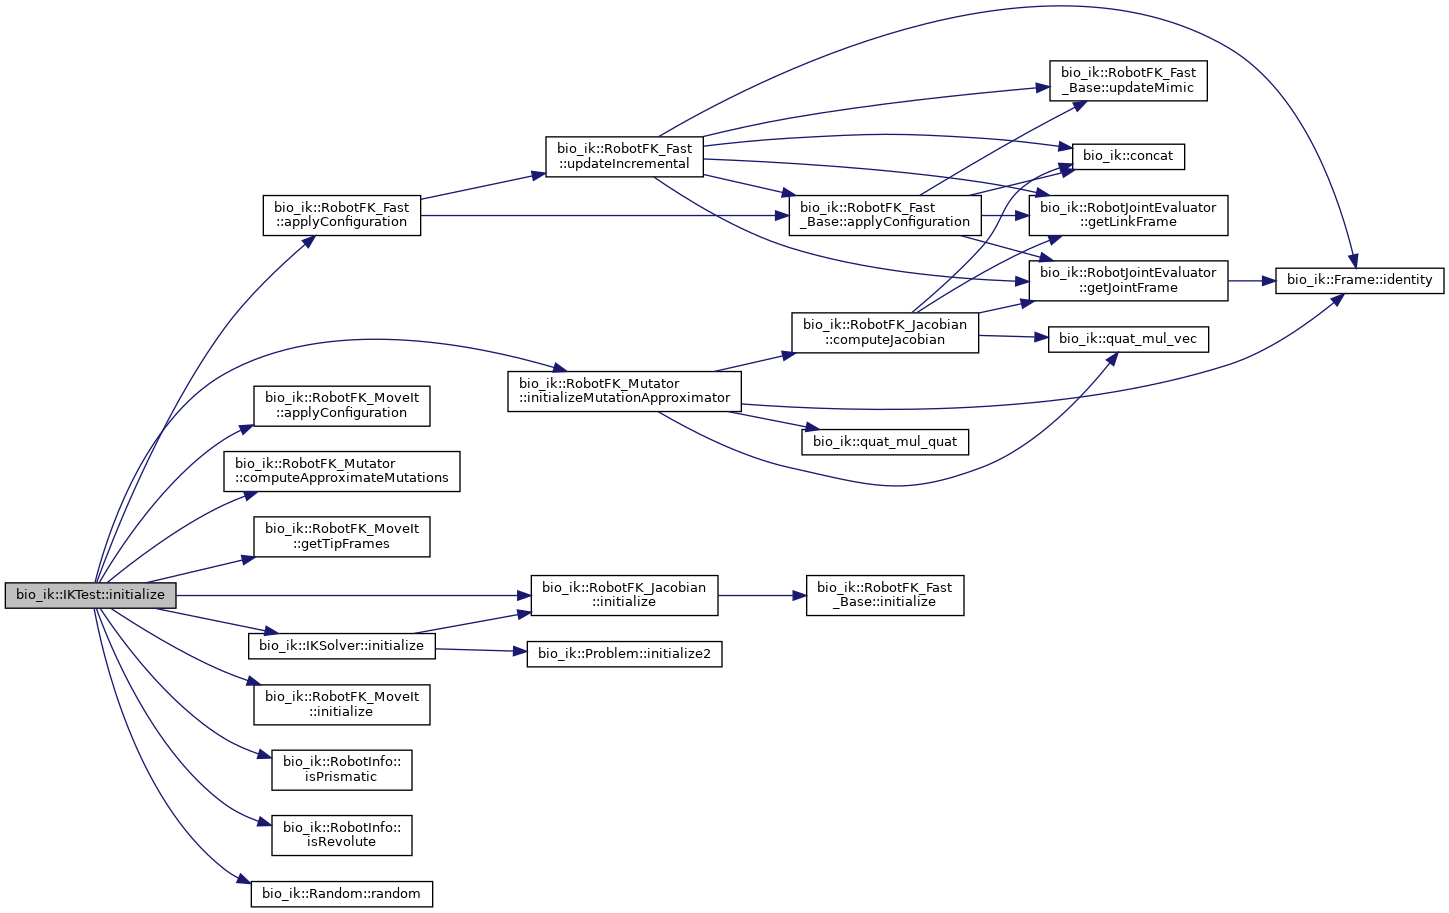 bio_ik::RobotFK_Fast
_Base::updateMimic
bio_ik::RobotFK_Fast
::updateIncremental
bio_ik::concat
bio_ik::RobotFK_Fast
::applyConfiguration
bio_ik::RobotFK_Fast
_Base::applyConfiguration
bio_ik::RobotJointEvaluator
::getLinkFrame
bio_ik::RobotJointEvaluator
::getJointFrame
bio_ik::Frame::identity
bio_ik::RobotFK_Jacobian
::computeJacobian
bio_ik::quat_mul_vec
bio_ik::RobotFK_Mutator
::initializeMutationApproximator
bio_ik::RobotFK_MoveIt
::applyConfiguration
bio_ik::quat_mul_quat
bio_ik::RobotFK_Mutator
::computeApproximateMutations
bio_ik::RobotFK_MoveIt
::getTipFrames
bio_ik::IKTest::initialize
bio_ik::RobotFK_Jacobian
::initialize
bio_ik::RobotFK_Fast
_Base::initialize
bio_ik::IKSolver::initialize
bio_ik::Problem::initialize2
bio_ik::RobotFK_MoveIt
::initialize
bio_ik::RobotInfo::
isPrismatic
bio_ik::RobotInfo::
isRevolute
bio_ik::Random::random